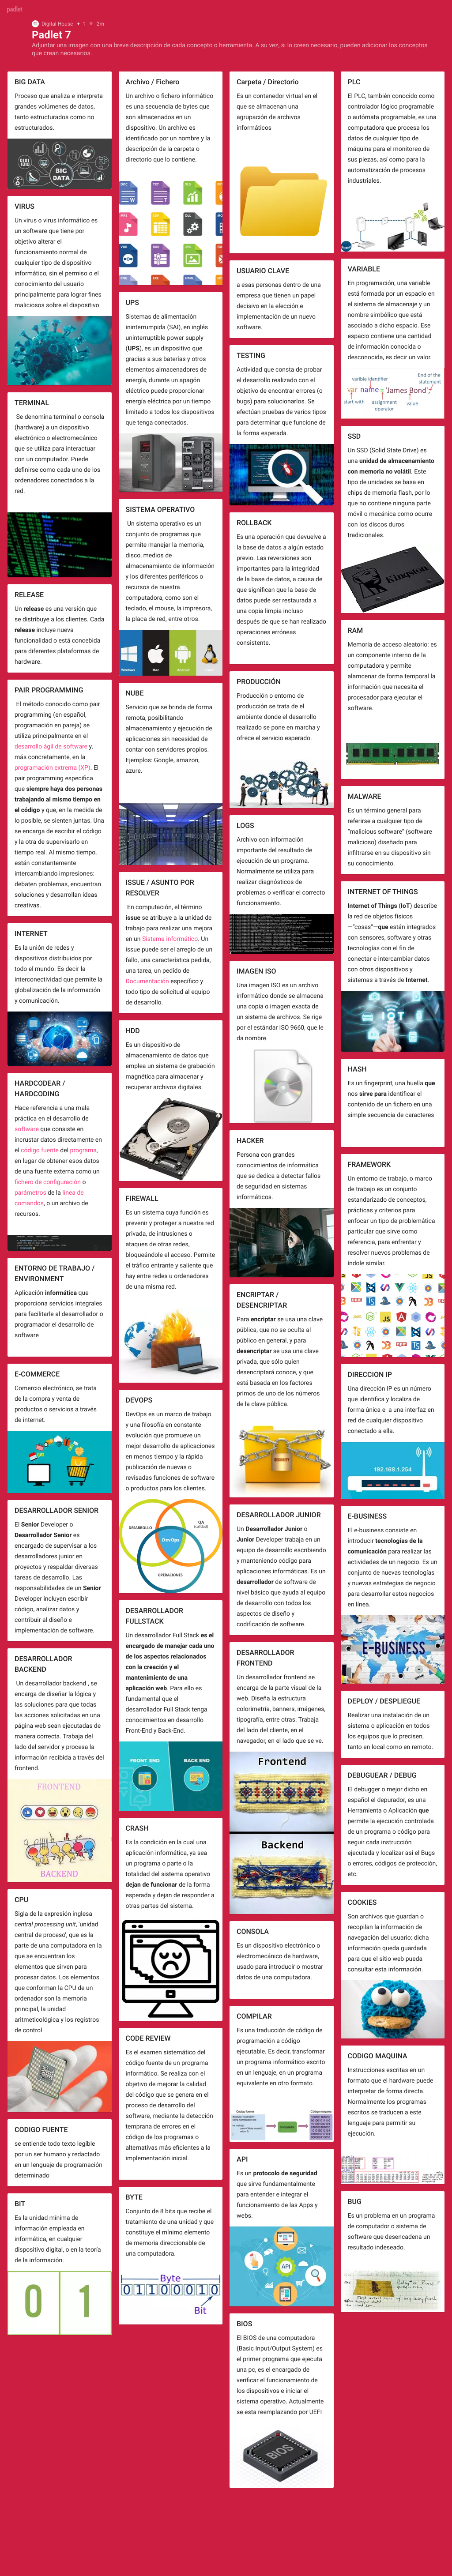 padlet
Digital House + 1 2m
Padlet 7
Adjuntar una imagen con una breve descripción de cada concepto o herramienta. A su vez, si lo creen necesario, pueden adicionar los conceptos
que crean necesarios.
BIG DATA
Proceso que analiza e interpreta
grandes volúmenes de datos,
tanto estructurados como no
estructurados.
BIG
DATA
VIRUS
Un virus o virus informático es
un software que tiene por
objetivo alterar el
funcionamiento normal de
cualquier tipo de dispositivo
informático, sin el permiso o el
conocimiento del usuario
principalmente para lograr fines
maliciosos sobre el dispositivo.
TERMINAL
Se denomina terminal o consola
(hardware) a un dispositivo
electrónico o electromecánico
que se utiliza para interactuar
con un computador. Puede
definirse como cada uno de los
ordenadores conectados a la
red.
RELEASE
Un release es una versión que
se distribuye a los clientes. Cada
release incluye nueva
funcionalidad o está concebida
para diferentes plataformas de
hardware.
PAIR PROGRAMMING
El método conocido como pair
programming (en español,
programación en pareja) se
utiliza principalmente en el
desarrollo ágil de software y,
más concretamente, en la
programación extrema (XP). El
pair programming especifica
que siempre haya dos personas
trabajando al mismo tiempo en
el código y que, en la medida de
lo posible, se sienten juntas. Una
se encarga de escribir el código
y la otra de supervisarlo en
tiempo real. Al mismo tiempo,
están constantemente
intercambiando impresiones:
debaten problemas, encuentran
soluciones y desarrollan ideas
creativas.
INTERNET
Es la unión de redes y
dispositivos distribuidos por
todo el mundo. Es decir la
interconectividad que permite la
globalización de la información
y comunicación.
HARDCODEAR /
HARDCODING
Hace referencia a una mala
práctica en el desarrollo de
software que consiste en
incrustar datos directamente en
el código fuente del programa,
en lugar de obtener esos datos
de una fuente externa como un
fichero de configuración o
parámetros de la línea de
comandos, o un archivo de
recursos.
ENTORNO DE TRABAJO /
ENVIRONMENT
Aplicación informática que
proporciona servicios integrales
para facilitarle al desarrollador o
programador el desarrollo de
software
E-COMMERCE
Comercio electrónico, se trata
de la compra y venta de
productos o servicios a través
de internet.
DESARROLLADOR SENIOR
El Senior Developer o
Desarrollador Senior es
encargado de supervisar a los
desarrolladores junior en
proyectos y respaldar diversas
tareas de desarrollo. Las
responsabilidades de un Senior
Developer incluyen escribir
código, analizar datos y
contribuir al diseño e
implementación de software.
DESARROLLADOR
BACKEND
Un desarrollador backend , se
encarga de diseñar la lógica y
las soluciones para que todas
las acciones solicitadas en una
página web sean ejecutadas de
manera correcta. Trabaja del
lado del servidor y procesa la
información recibida a través del
frontend.
FRONTEND
BACKEND
CPU
Sigla de la expresión inglesa
central processing unit, 'unidad
central de proceso', que es la
parte de una computadora en la
que se encuentran los
elementos que sirven para
procesar datos. Los elementos
que conforman la CPU de un
ordenador son la memoria
principal, la unidad
aritmeticológica y los registros
de control
CODIGO FUENTE
se entiende todo texto legible
por un ser humano y redactado
en un lenguaje de programación
determinado
BIT
Es la unidad mínima de
información empleada en
informática, en cualquier
dispositivo digital, o en la teoría
de la información.
0 1
Archivo / Fichero
Un archivo o fichero informático
es una secuencia de bytes que
son almacenados en un
dispositivo. Un archivo es
identificado por un nombre y la
descripción de la carpeta o
directorio que lo contiene.
UPS
Sistemas de alimentación
ininterrumpida (SAI), en inglés
uninterruptible power supply
(UPS), es un dispositivo que
gracias a sus baterías y otros
elementos almacenadores de
energía, durante un apagón
eléctrico puede proporcionar
energía eléctrica por un tiempo
limitado a todos los dispositivos
que tenga conectados.
SISTEMA OPERATIVO
Un sistema operativo es un
conjunto de programas que
permite manejar la memoria,
disco, medios de
almacenamiento de información
y los diferentes periféricos o
recursos de nuestra
computadora, como son el
teclado, el mouse, la impresora,
la placa de red, entre otros.
Windows Mac Android Linux
NUBE
Servicio que se brinda de forma
remota, posibilitando
almacenamiento y ejecución de
aplicaciones sin necesidad de
contar con servidores propios.
Ejemplos: Google, amazon,
azure.
ISSUE / ASUNTO POR
RESOLVER
En computación, el término
issue se atribuye a la unidad de
trabajo para realizar una mejora
en un Sistema informático. Un
issue puede ser el arreglo de un
fallo, una característica pedida,
una tarea, un pedido de
Documentación específico y
todo tipo de solicitud al equipo
de desarrollo.
HDD
Es un dispositivo de
almacenamiento de datos que
emplea un sistema de grabación
magnética para almacenar y
recuperar archivos digitales.
FIREWALL
Es un sistema cuya función es
prevenir y proteger a nuestra red
privada, de intrusiones o
ataques de otras redes,
bloqueándole el acceso. Permite
el tráfico entrante y saliente que
hay entre redes u ordenadores
de una misma red.
DEVOPS
DevOps es un marco de trabajo
y una filosofía en constante
evolución que promueve un
mejor desarrollo de aplicaciones
en menos tiempo y la rápida
publicación de nuevas o
revisadas funciones de software
o productos para los clientes.
DESARROLLO
QA
(calidad)
DevOps
OPERACIONES
DESARROLLADOR
FULLSTACK
Un desarrollador Full Stack es el
encargado de manejar cada uno
de los aspectos relacionados
con la creación y el
mantenimiento de una
aplicación web. Para ello es
fundamental que el
desarrollador Full Stack tenga
conocimientos en desarrollo
Front-End y Back-End.
FRONT END BACK END
CRASH
Es la condición en la cual una
aplicación informática, ya sea
un programa o parte o la
totalidad del sistema operativo
dejan de funcionar de la forma
esperada y dejan de responder a
otras partes del sistema.
CODE REVIEW
Es el examen sistemático del
código fuente de un programa
informático. Se realiza con el
objetivo de mejorar la calidad
del código que se genera en el
proceso de desarrollo del
software, mediante la detección
temprana de errores en el
código de los programas o
alternativas más eficientes a la
implementación inicial.
BYTE
Conjunto de 8 bits que recibe el
tratamiento de una unidad y que
constituye el mínimo elemento
de memoria direccionable de
una computadora.
Byte
0 1 1 0 0 0 1 0
Bit
Carpeta / Directorio
Es un contenedor virtual en el
que se almacenan una
agrupación de archivos
informáticos
USUARIO CLAVE
a esas personas dentro de una
empresa que tienen un papel
decisivo en la elección e
implementación de un nuevo
software.
TESTING
Actividad que consta de probar
el desarrollo realizado con el
objetivo de encontrar errores (o
bugs) para solucionarlos. Se
efectúan pruebas de varios tipos
para determinar que funcione de
la forma esperada.
ROLLBACK
Es una operación que devuelve a
la base de datos a algún estado
previo. Las reversiones son
importantes para la integridad
de la base de datos, a causa de
que significan que la base de
datos puede ser restaurada a
una copia limpia incluso
después de que se han realizado
operaciones erróneas
consistente.
PRODUCCIÓN
Producción o entorno de
producción se trata de el
ambiente donde el desarrollo
realizado se pone en marcha y
ofrece el servicio esperado.
LOGS
Archivo con información
importante del resultado de
ejecución de un programa.
Normalmente se utiliza para
realizar diagnósticos de
problemas o verificar el correcto
funcionamiento.
IMAGEN ISO
Una imagen ISO es un archivo
informático donde se almacena
una copia o imagen exacta de
un sistema de archivos. Se rige
por el estándar ISO 9660, que le
da nombre.
HACKER
Persona con grandes
conocimientos de informática
que se dedica a detectar fallos
de seguridad en sistemas
informáticos.
ENCRIPTAR /
DESENCRIPTAR
Para encriptar se usa una clave
pública, que no se oculta al
público en general, y para
desencriptar se usa una clave
privada, que sólo quien
desencriptará conoce, y que
está basada en los factores
primos de uno de los números
de la clave pública.
SECURITY
DESARROLLADOR JUNIOR
Un Desarrollador Junior o
Junior Developer trabaja en un
equipo de desarrollo escribiendo
y manteniendo código para
aplicaciones informáticas. Es un
desarrollador de software de
nivel básico que ayuda al equipo
de desarrollo con todos los
aspectos de diseño y
codificación de software.
DESARROLLADOR
FRONTEND
Un desarrollador frontend se
encarga de la parte visual de la
web. Diseña la estructura
colorimetría, banners, imágenes,
tipografía, entre otras. Trabaja
del lado del cliente, en el
navegador, en el lado que se ve.
Frontend
Backend
CONSOLA
Es un dispositivo electrónico o
electromecánico de hardware,
usado para introducir o mostrar
datos de una computadora.
COMPILAR
Es una traducción de código de
programación a código
ejecutable. Es decir, transformar
un programa informático escrito
en un lenguaje, en un programa
equivalente en otro formato.
API
Es un protocolo de seguridad
que sirve fundamentalmente
para entender e integrar el
funcionamiento de las Apps y
webs.
API
BIOS
El BIOS de una computadora
(Basic Input/Output System) es
el primer programa que ejecuta
una pc, es el encargado de
verificar el funcionamiento de
los dispositivos e iniciar el
sistema operativo. Actualmente
se esta reemplazando por UEFI
BIOS
PLC
El PLC, también conocido como
controlador lógico programable
o autómata programable, es una
computadora que procesa los
datos de cualquier tipo de
máquina para el monitoreo de
sus piezas, así como para la
automatización de procesos
industriales.
VARIABLE
En programación, una variable
está formada por un espacio en
el sistema de almacenaje y un
nombre simbólico que está
asociado a dicho espacio. Ese
espacio contiene una cantidad
de información conocida o
desconocida, es decir un valor.
varible identifier
End of the
statement
var name = 'James Bond';
start with
assignment
operator
value
SSD
Un SSD (Solid State Drive) es
una unidad de almacenamiento
con memoria no volátil. Este
tipo de unidades se basa en
chips de memoria flash, por lo
que no contiene ninguna parte
móvil o mecánica como ocurre
con los discos duros
tradicionales.
Kingston
RAM
Memoria de acceso aleatorio: es
un componente interno de la
computadora y permite
alamcenar de forma temporal la
información que necesita el
procesador para ejecutar el
software.
MALWARE
Es un término general para
referirse a cualquier tipo de
“malicious software” (software
malicioso) diseñado para
infiltrarse en su dispositivo sin
su conocimiento.
INTERNET OF THINGS
Internet of Things (IoT) describe
la red de objetos físicos
—“cosas”—que están integrados
con sensores, software y otras
tecnologías con el fin de
conectar e intercambiar datos
con otros dispositivos y
sistemas a través de Internet.
IOT
HASH
Es un fingerprint, una huella que
nos sirve para identificar el
contenido de un fichero en una
simple secuencia de caracteres
FRAMEWORK
Un entorno de trabajo, o marco
de trabajo es un conjunto
estandarizado de conceptos,
prácticas y criterios para
enfocar un tipo de problemática
particular que sirve como
referencia, para enfrentar y
resolver nuevos problemas de
índole similar.
DIRECCION IP
Una dirección IP es un número
que identifica y localiza de
forma única e a una interfaz en
red de cualquier dispositivo
conectado a ella.
192.168.1.254
E-BUSINESS
El e-business consiste en
introducir tecnologías de la
comunicación para realizar las
actividades de un negocio. Es un
conjunto de nuevas tecnologías
y nuevas estrategias de negocio
para desarrollar estos negocios
en línea.
E-BUSINESS
DEPLOY / DESPLIEGUE
Realizar una instalación de un
sistema o aplicación en todos
los equipos que lo precisen,
tanto en local como en remoto.
DEBUGUEAR / DEBUG
El debugger o mejor dicho en
español el depurador, es una
Herramienta o Aplicación que
permite la ejecución controlada
de un programa o código para
seguir cada instrucción
ejecutada y localizar asi el Bugs
o errores, códigos de protección,
etc.
COOKIES
Son archivos que guardan o
recopilan la información de
navegación del usuario: dicha
información queda guardada
para que el sitio web pueda
consultar esta información.
CODIGO MAQUINA
Instrucciones escritas en un
formato que el hardware puede
interpretar de forma directa.
Normalmente los programas
escritos se traducen a este
lenguaje para permitir su
ejecución.
BUG
Es un problema en un programa
de computador o sistema de
software que desencadena un
resultado indeseado.